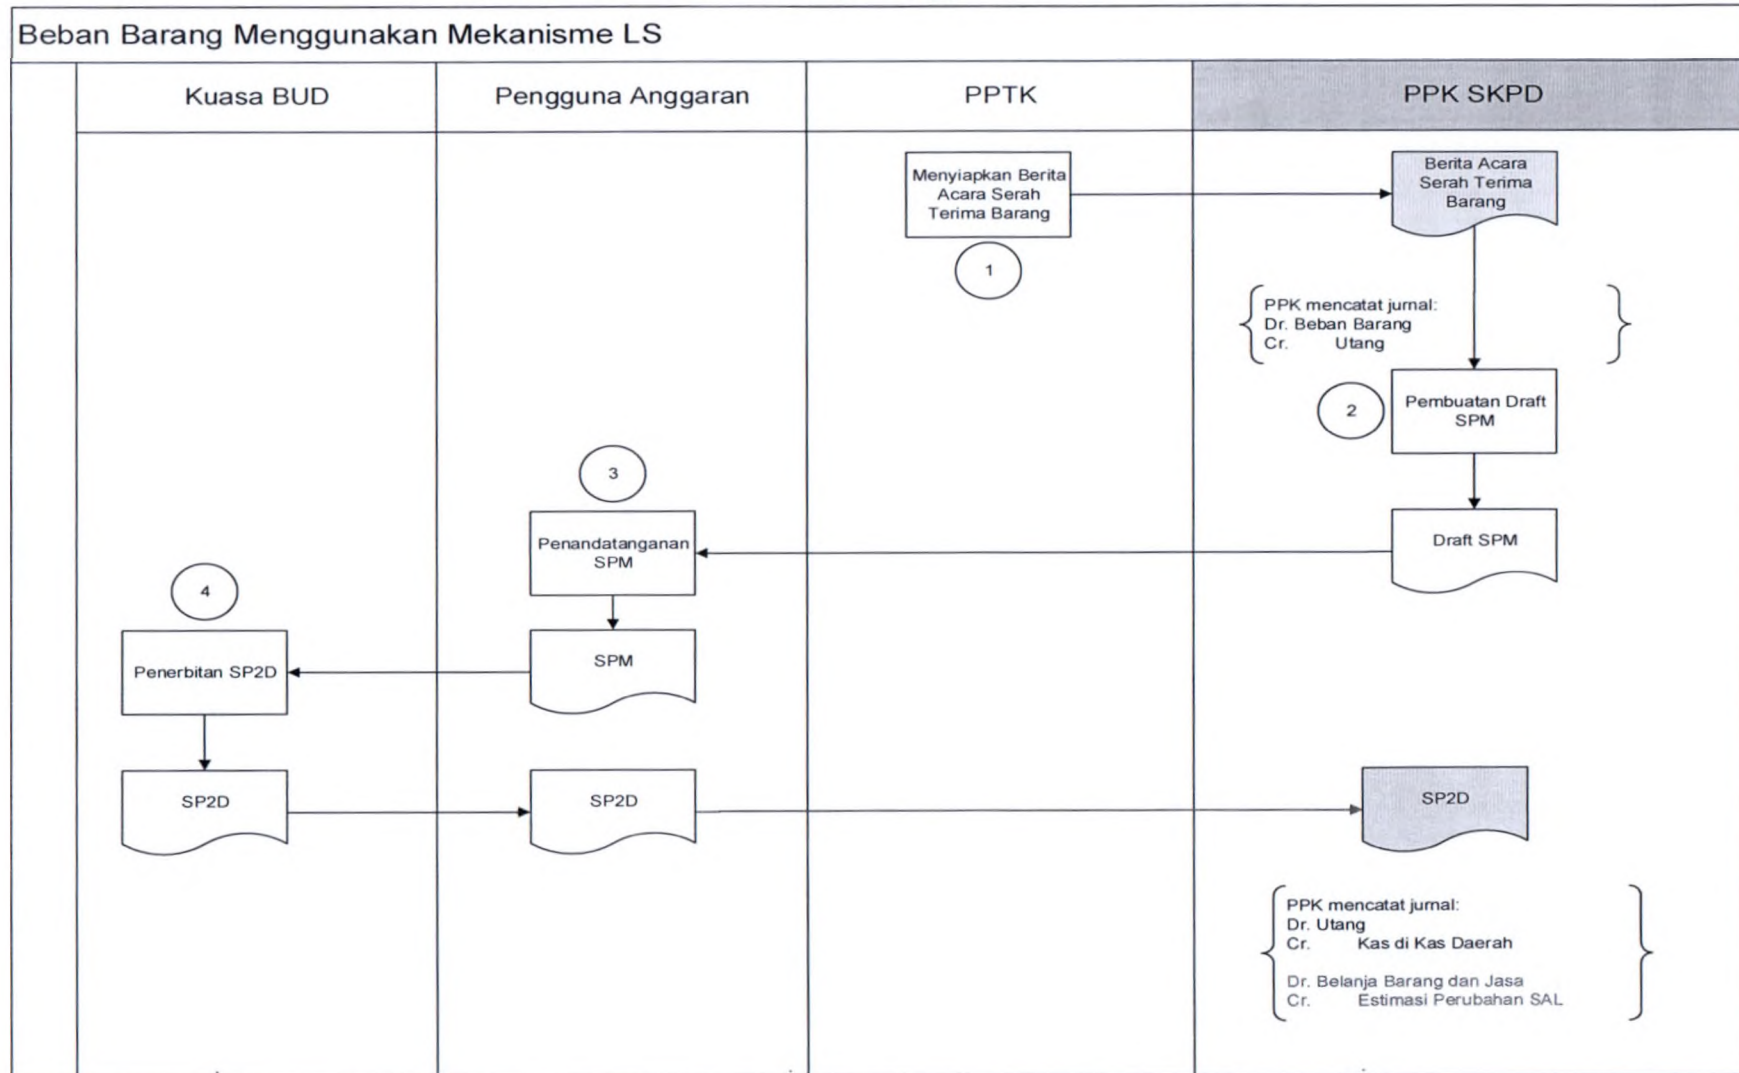 Beban Barang Menggunakan Mekanisme LS
Kuasa BUD
Pengguna Anggaran
PPTK
PPK SKPD
Menyiapkan Berita
Acara Serah
Terima Barang
1
Berita Acara
Serah Terima
Barang
PPK mencatat jurnal:
Dr. Beban Barang
Cr. Utang
2
Pembuatan Draft
SPM
Draft SPM
3
Penandatanganan
SPM
SPM
4
Penerbitan SP2D
SP2D
SP2D
SP2D
PPK mencatat jurnal:
Dr. Utang
Cr. Kas di Kas Daerah
Dr. Belanja Barang dan Jasa
Cr. Estimasi Perubahan SAL